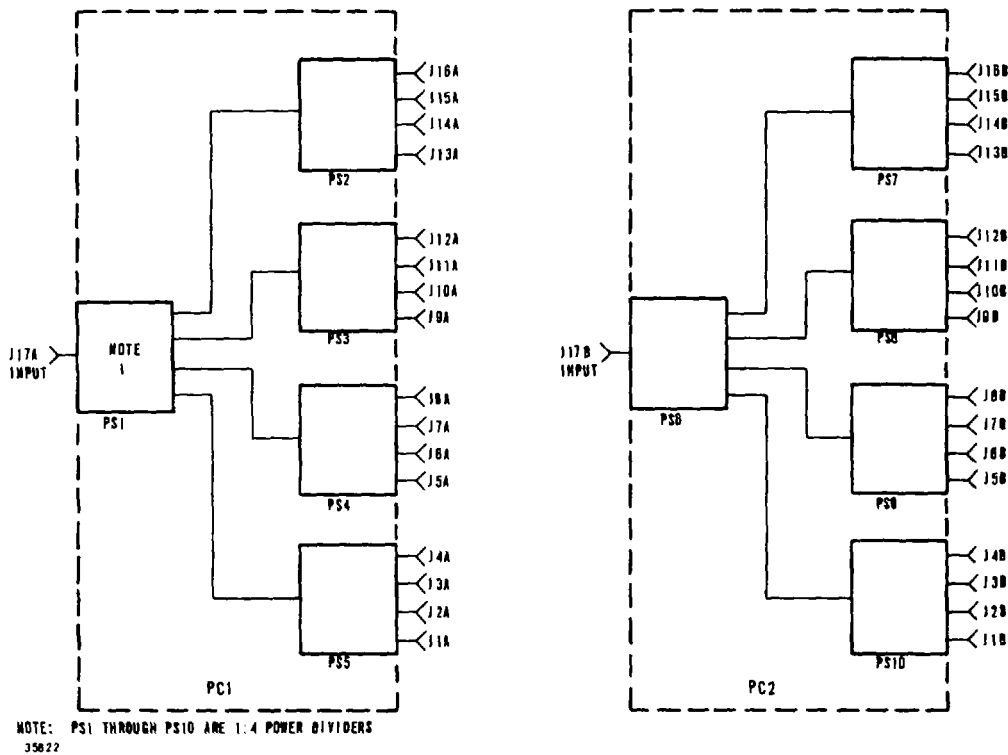 J16A
J15A
J14A
J13A
PS2
J12A
J11A
J10A
J9A
PS3
J17A
INPUT
NOTE
1
PS1
J8A
J7A
J6A
J5A
PS4
J4A
J3A
J2A
J1A
PS5
PC1
J16B
J15B
J14B
J13B
PS7
J12B
J11B
J10B
J9B
PS8
J17B
INPUT
PS6
J8B
J7B
J6B
J5B
PS9
J4B
J3B
J2B
J1B
PS10
PC2
NOTE: PS1 THROUGH PS10 ARE 1:4 POWER DIVIDERS
35822